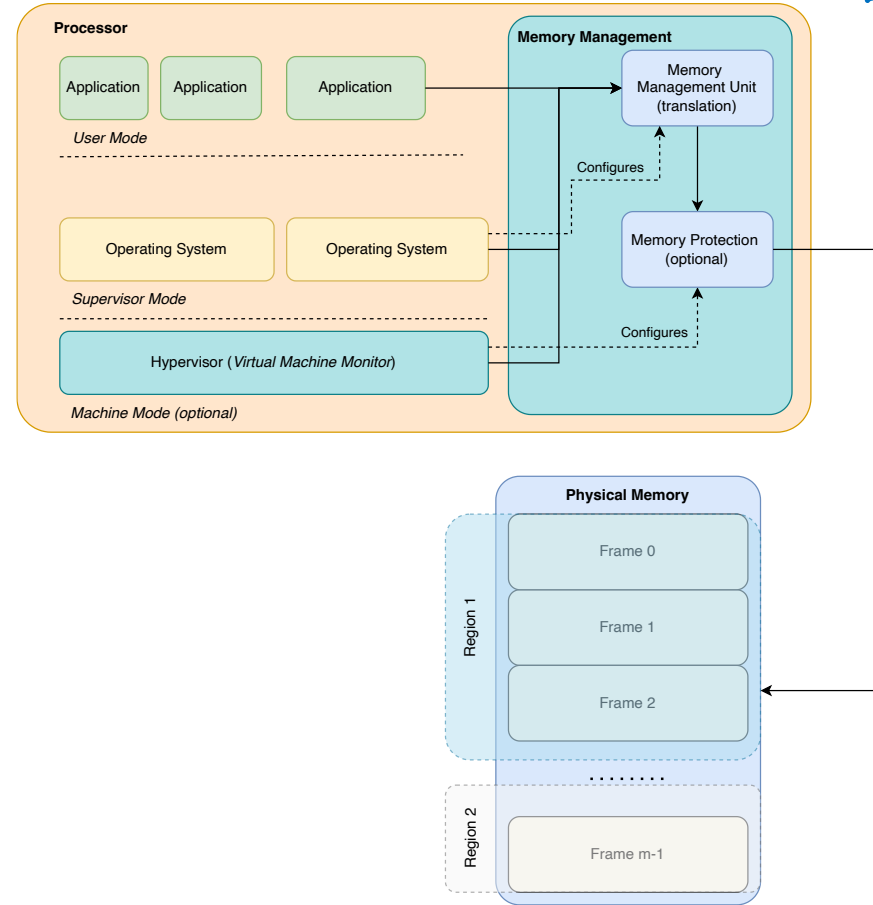 Processor
Memory Management
Application
Application
Application
Memory
Management Unit
(translation)
User Mode
Configures
Operating System
Operating System
Memory Protection
(optional)
Supervisor Mode
Configures
Hypervisor (Virtual Machine Monitor)
Machine Mode (optional)
Physical Memory
Region 1
Frame 0
Frame 1
Frame 2
........
Region 2
Frame m-1